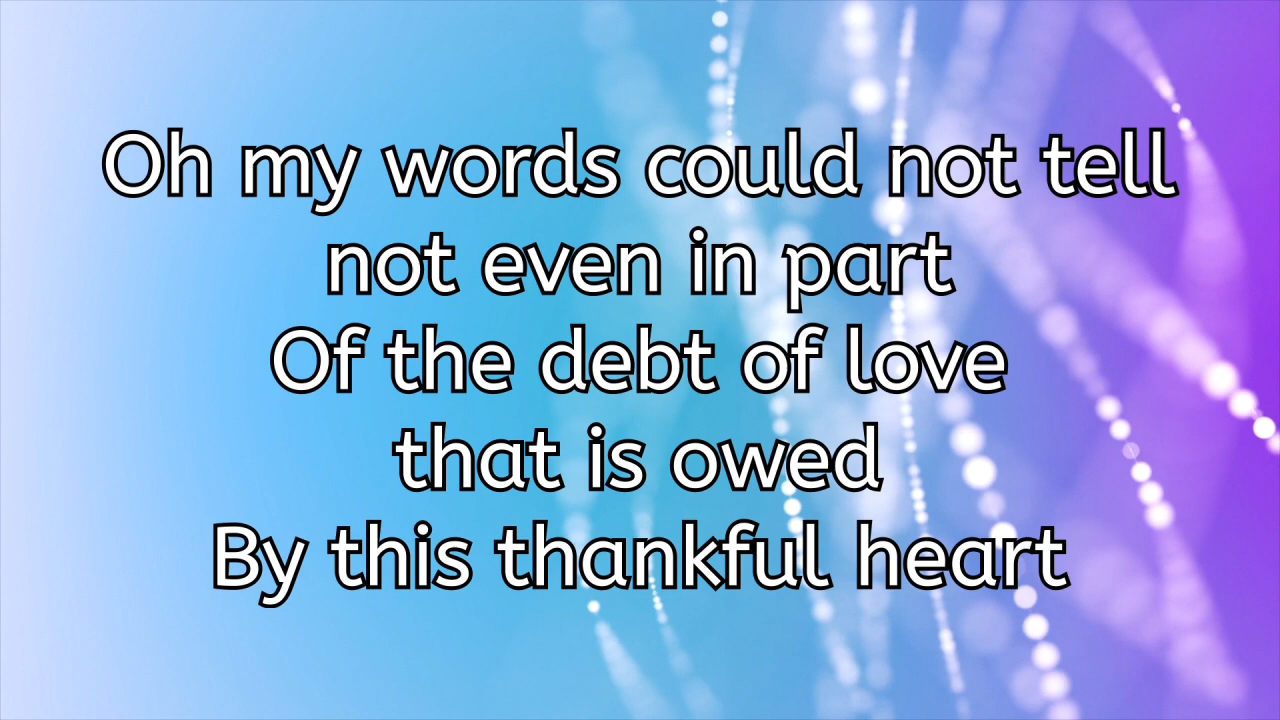 Oh my words could not tell
not even in part
Of the debt of love
that is owed
By this thankful heart